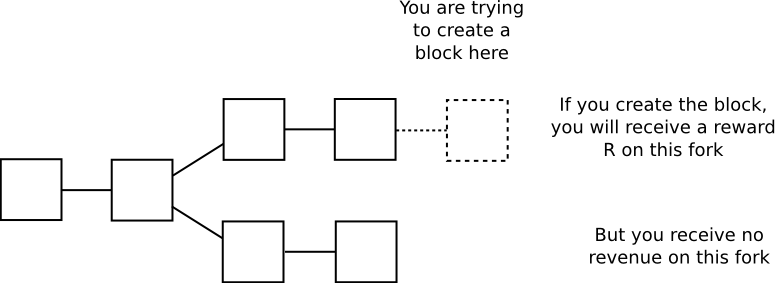 You are trying
to create a
block here
If you create the block,
you will receive a reward
R on this fork
But you receive no
revenue on this fork